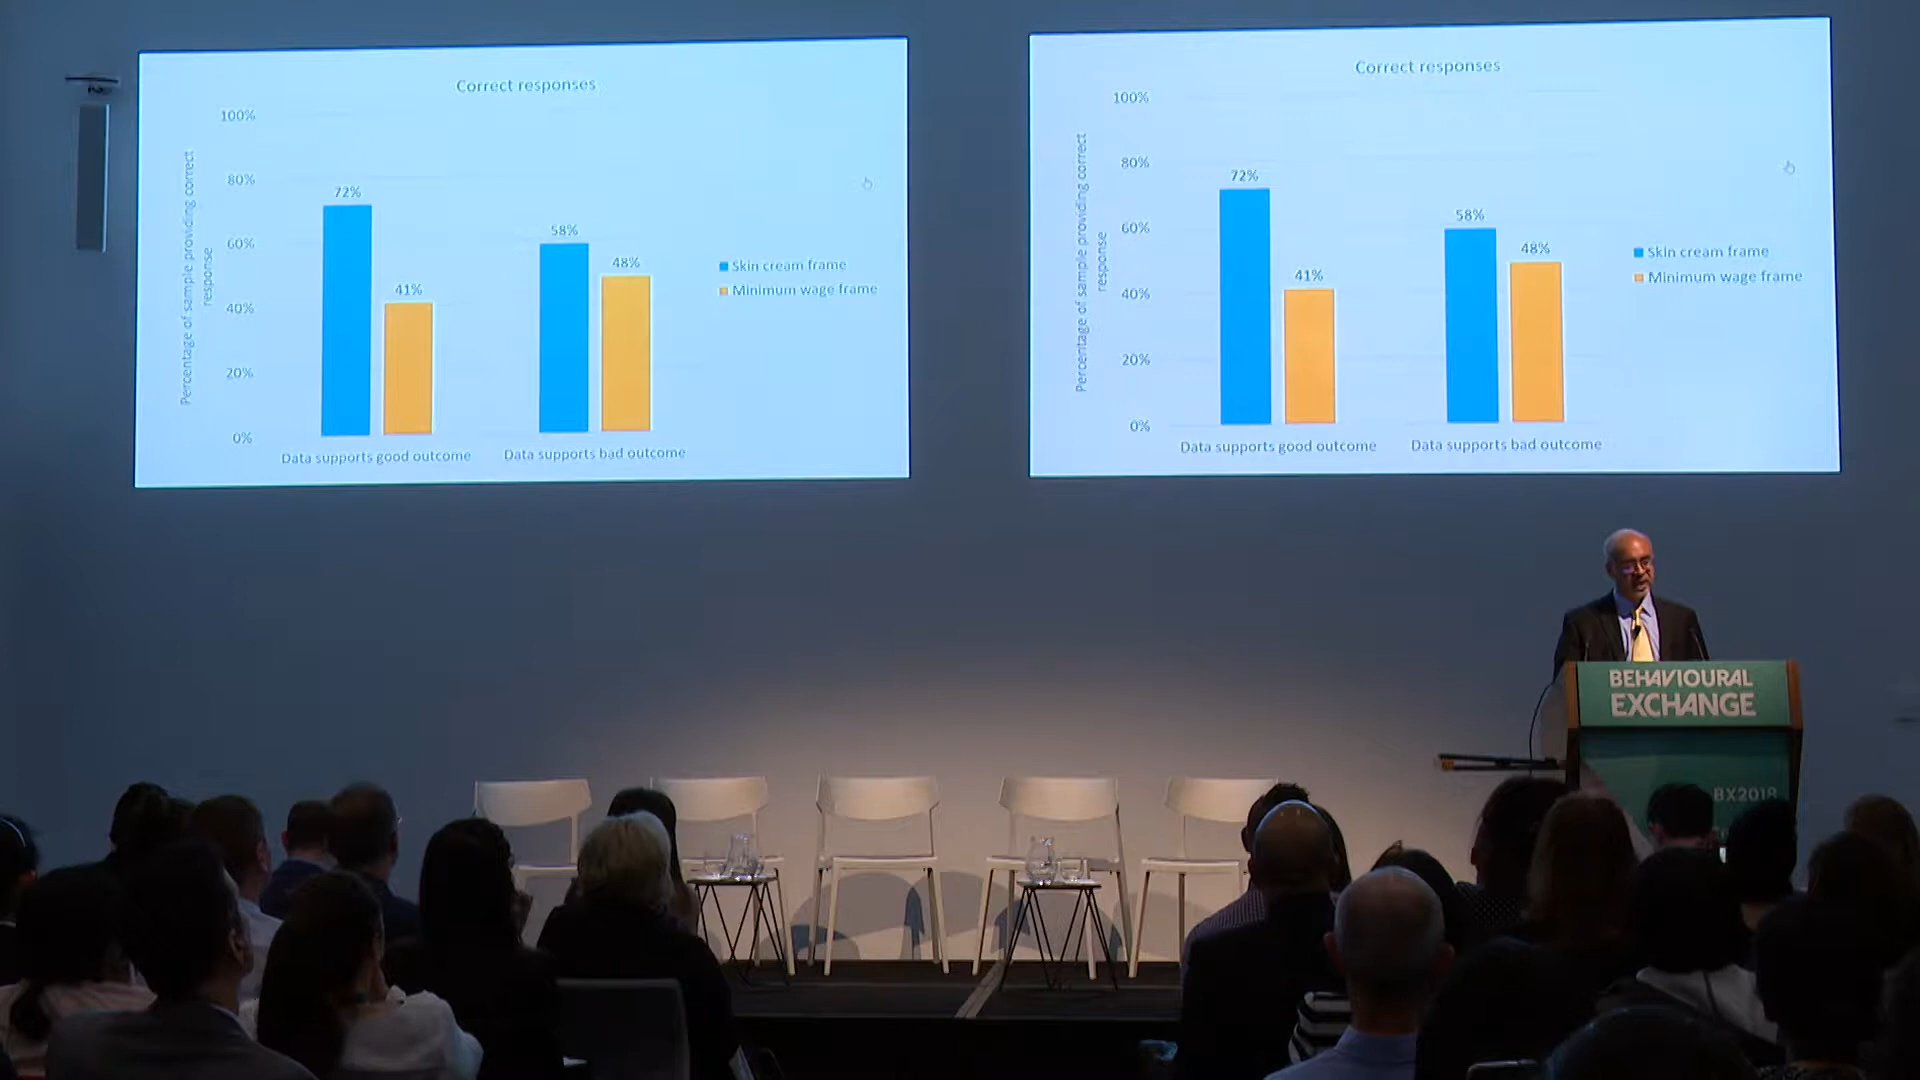 Correct responses
100%
80%
60%
40%
20%
0%
Percentage of sample providing correct
response
72%
41%
58%
48%
Data supports good outcome
Data supports bad outcome
Skin cream frame
Minimum wage frame
Correct responses
100%
80%
60%
40%
20%
0%
Percentage of sample providing correct
response
72%
41%
58%
48%
Data supports good outcome
Data supports bad outcome
Skin cream frame
Minimum wage frame
BEHAVIOURAL
EXCHANGE
BX2018